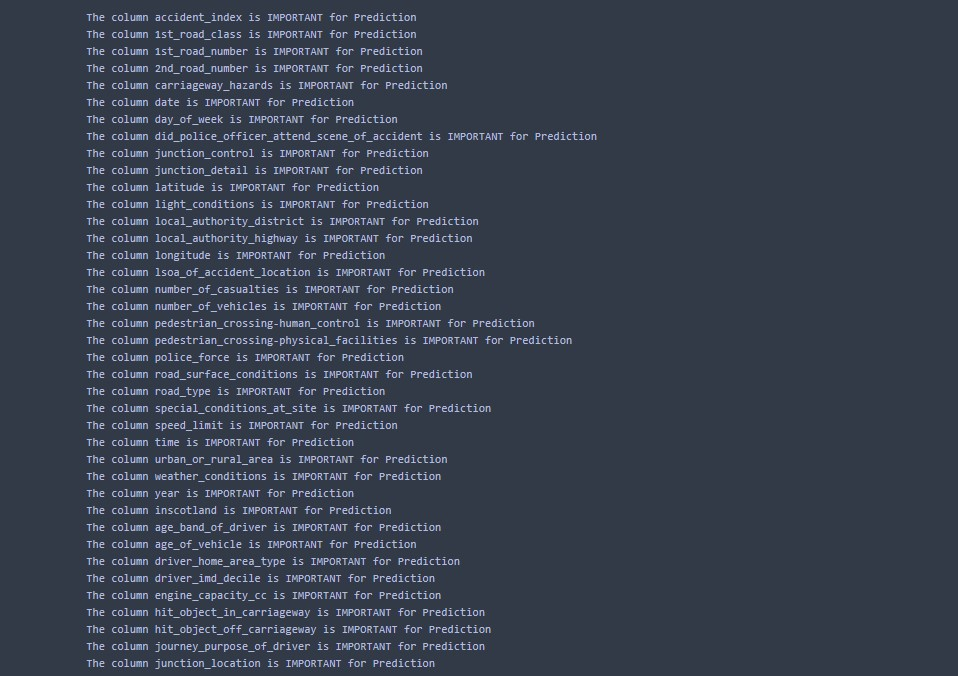 The column accident_index is IMPORTANT for Prediction
The column 1st_road_class is IMPORTANT for Prediction
The column 1st_road_number is IMPORTANT for Prediction
The column 2nd_road_number is IMPORTANT for Prediction
The column carriageway_hazards is IMPORTANT for Prediction
The column date is IMPORTANT for Prediction
The column day_of_week is IMPORTANT for Prediction
The column did_police_officer_attend_scene_of_accident is IMPORTANT for Prediction
The column junction_control is IMPORTANT for Prediction
The column junction_detail is IMPORTANT for Prediction
The column latitude is IMPORTANT for Prediction
The column light_conditions is IMPORTANT for Prediction
The column local_authority_district is IMPORTANT for Prediction
The column local_authority_highway is IMPORTANT for Prediction
The column longitude is IMPORTANT for Prediction
The column lsoa_of_accident_location is IMPORTANT for Prediction
The column number_of_casualties is IMPORTANT for Prediction
The column number_of_vehicles is IMPORTANT for Prediction
The column pedestrian_crossing-human_control is IMPORTANT for Prediction
The column pedestrian_crossing-physical_facilities is IMPORTANT for Prediction
The column police_force is IMPORTANT for Prediction
The column road_surface_conditions is IMPORTANT for Prediction
The column road_type is IMPORTANT for Prediction
The column special_conditions_at_site is IMPORTANT for Prediction
The column speed_limit is IMPORTANT for Prediction
The column time is IMPORTANT for Prediction
The column urban_or_rural_area is IMPORTANT for Prediction
The column weather_conditions is IMPORTANT for Prediction
The column year is IMPORTANT for Prediction
The column inscotland is IMPORTANT for Prediction
The column age_band_of_driver is IMPORTANT for Prediction
The column age_of_vehicle is IMPORTANT for Prediction
The column driver_home_area_type is IMPORTANT for Prediction
The column driver_imd_decile is IMPORTANT for Prediction
The column engine_capacity_cc is IMPORTANT for Prediction
The column hit_object_in_carriageway is IMPORTANT for Prediction
The column hit_object_off_carriageway is IMPORTANT for Prediction
The column journey_purpose_of_driver is IMPORTANT for Prediction
The column junction_location is IMPORTANT for Prediction